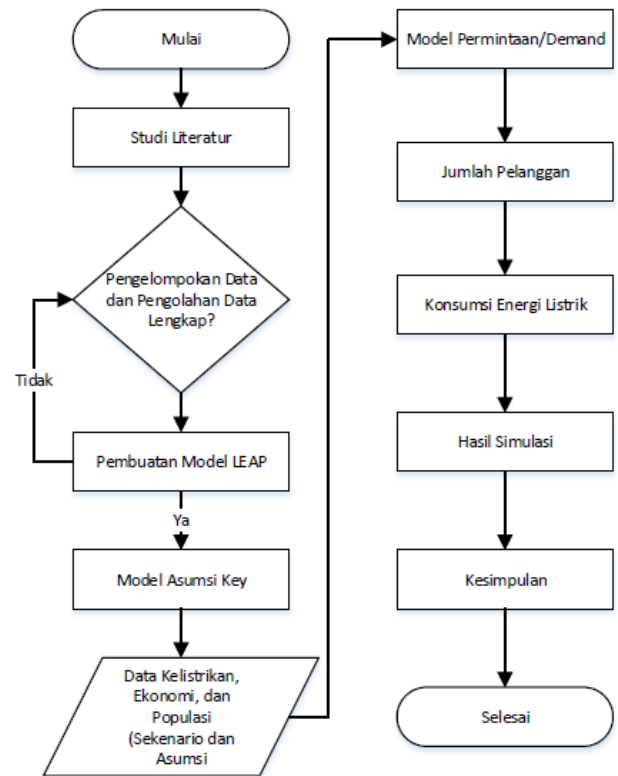 Mulai
Studi Literatur
Pengelompokan Data
dan Pengolahan Data
Lengkap?
Tidak
Pembuatan Model LEAP
Ya
Model Asumsi Key
Data Kelistrikan,
Ekonomi, dan
Populasi
(Sekenario dan
Asumsi
Model Permintaan/Demand
Jumlah Pelanggan
Konsumsi Energi Listrik
Hasil Simulasi
Kesimpulan
Selesai